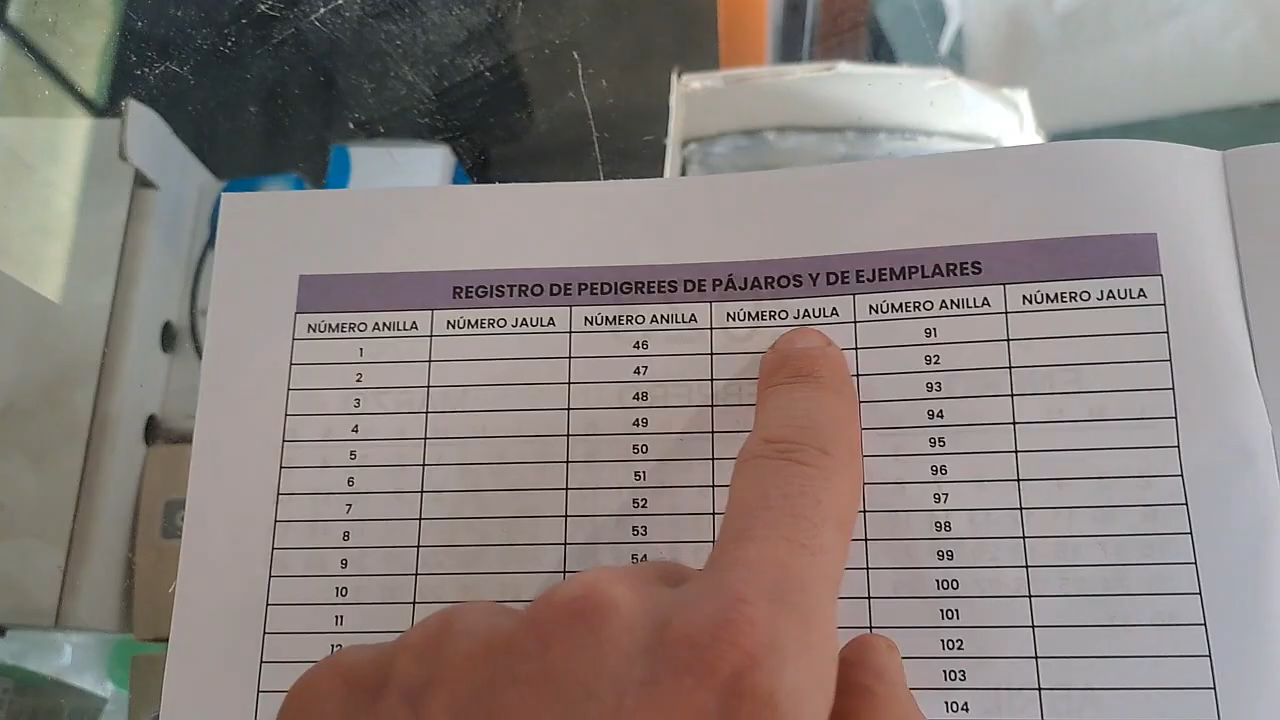 REGISTRO DE PEDIGREES DE PÁJAROS Y DE EJEMPLARES
NÚMERO ANILLA NÚMERO JAULA NÚMERO ANILLA NÚMERO JAULA NÚMERO ANILLA NÚMERO JAULA
1 46 91
2 47 92
3 48 93
4 49 94
5 50 95
6 51 96
7 52 97
8 53 98
9 54 99
10 100
11 101
12 102
103
104